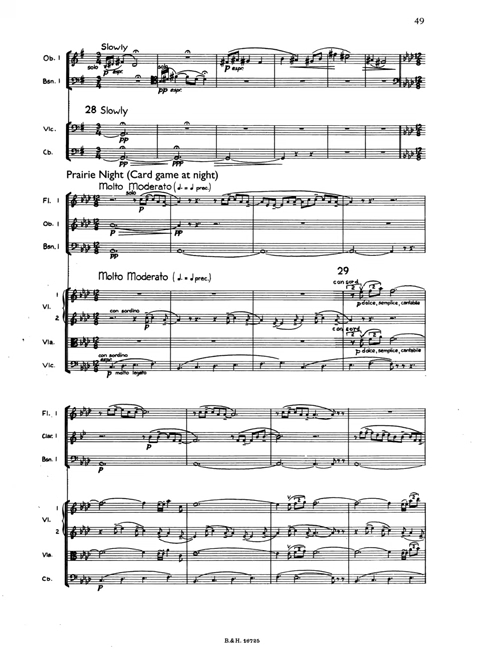 49
Slowly
Ob. I
solo
p espr.
p espr.
Bsn. I
pp espr.
pp
28 Slowly
Vlc.
p
Cb.
p
pp
Prairie Night (Card game at night)
Molto Moderato (♩. = ♩ prec.)
solo
Fl. I
p
Ob. I
p
pp
Bsn. I
pp
Molto Moderato (♩. = ♩ prec.)
29
con sord.
I
Vl.
p dolce, semplice, cantabile
con sordino
2
p
con sord.
Vla.
p dolce, semplice, cantabile
con sordino
Vlc.
p molto legato
Fl. I
p
Clar. I
p
Bsn. I
p
I
Vl.
2
Vla.
Cb.
p
B. & H. 16725